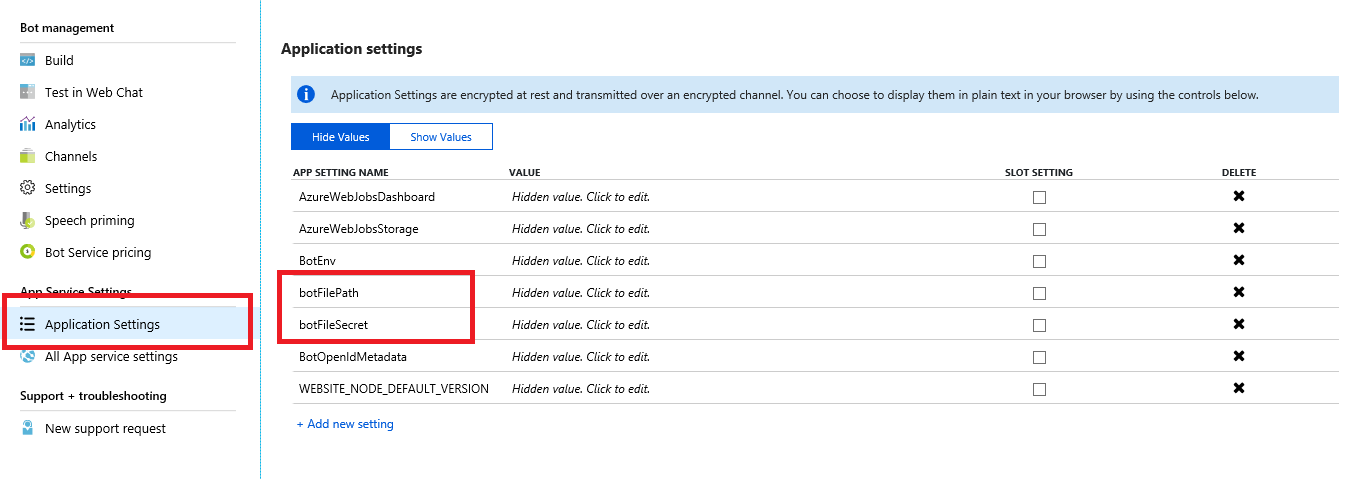 Bot management
Build
Test in Web Chat
Analytics
Channels
Settings
Speech priming
Bot Service pricing
App Service Settings
Application Settings
All App service settings
Support + troubleshooting
New support request
Application settings
Application Settings are encrypted at rest and transmitted over an encrypted channel. You can choose to display them in plain text in your browser by using the controls below.
Hide Values Show Values
APP SETTING NAME VALUE SLOT SETTING DELETE
AzureWebJobsDashboard Hidden value. Click to edit.
AzureWebJobsStorage Hidden value. Click to edit.
BotEnv Hidden value. Click to edit.
botFilePath Hidden value. Click to edit.
botFileSecret Hidden value. Click to edit.
BotOpenIdMetadata Hidden value. Click to edit.
WEBSITE_NODE_DEFAULT_VERSION Hidden value. Click to edit.
+ Add new setting